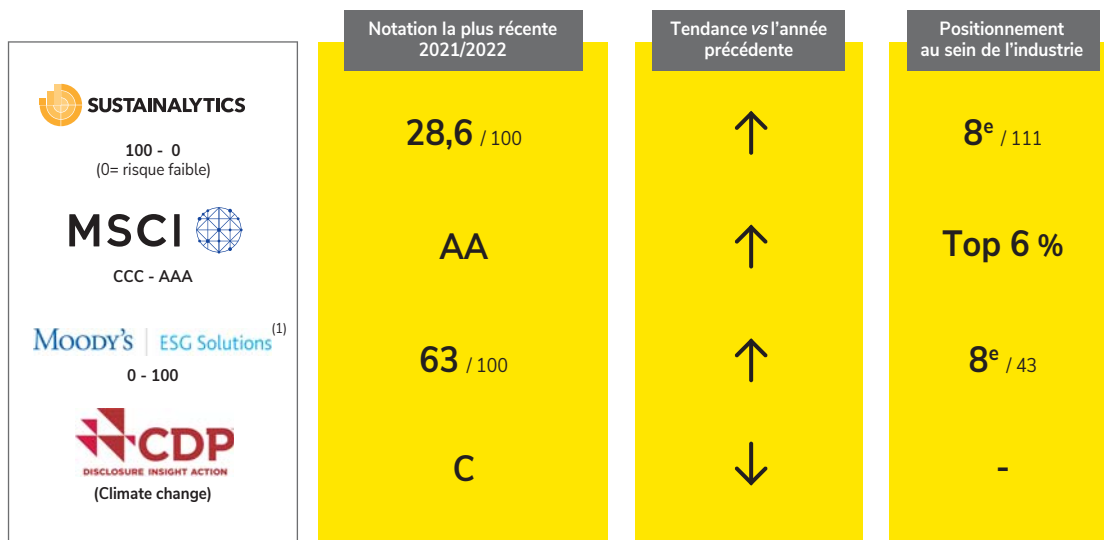 Notation la plus récente
2021/2022
Tendance vs l’année
précédente
Positionnement
au sein de l’industrie
SUSTAINALYTICS
100 - 0
(0= risque faible)
28,6 / 100
↑
8e / 111
MSCI
CCC - AAA
AA
↑
Top 6 %
MOODY’S | ESG Solutions(1)
0 - 100
63 / 100
↑
8e / 43
CDP
DISCLOSURE INSIGHT ACTION
(Climate change)
C
↓
-